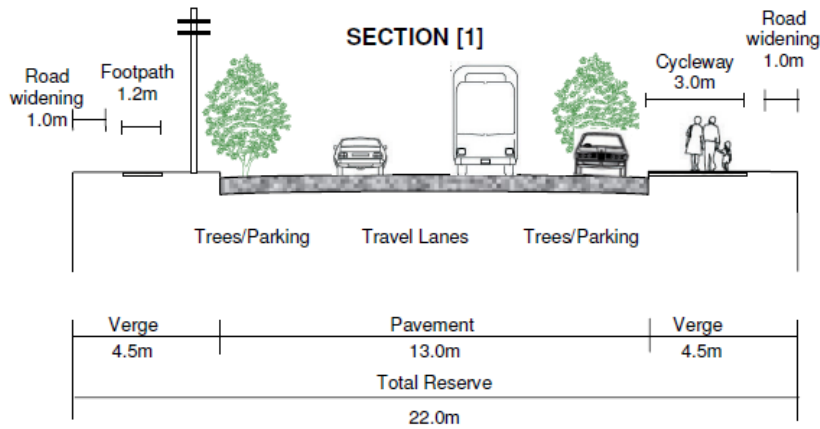 SECTION [1]
Road
widening
1.0m
Footpath
1.2m
Cycleway
3.0m
Road
widening
1.0m
Trees/Parking
Travel Lanes
Trees/Parking
Verge
4.5m
Pavement
13.0m
Verge
4.5m
Total Reserve
22.0m